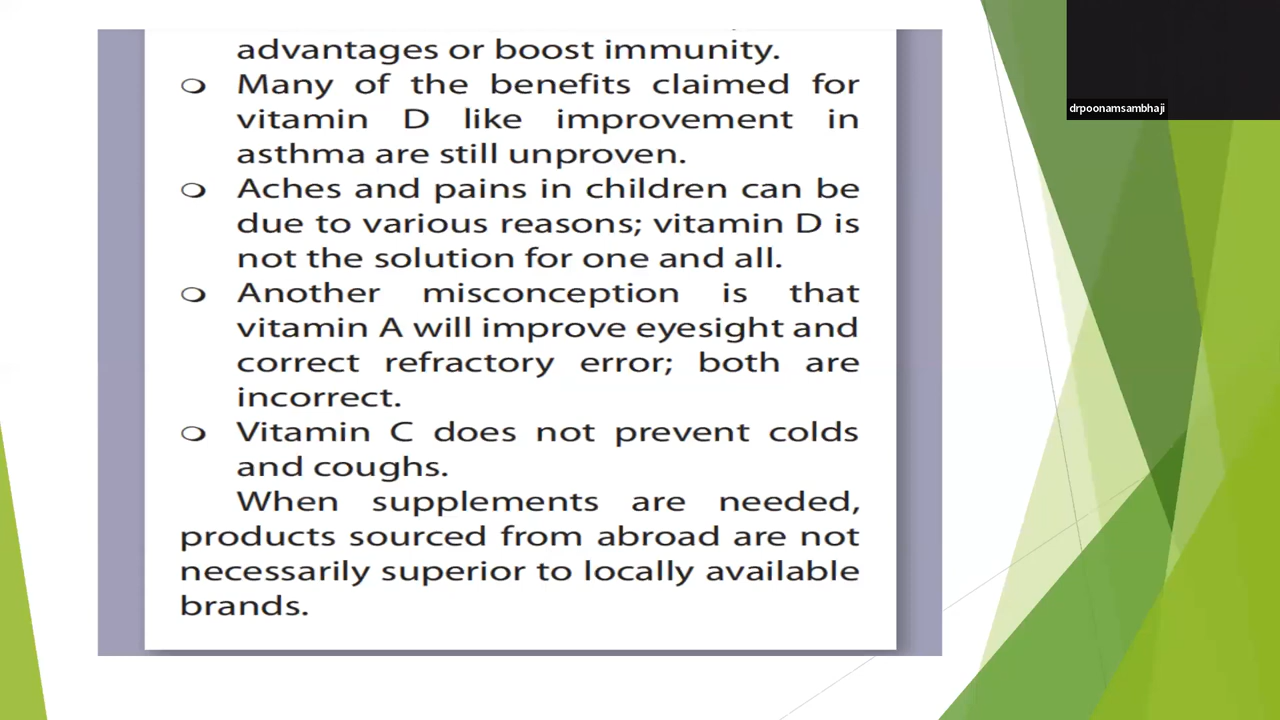 advantages or boost immunity.
❍ Many of the benefits claimed for
vitamin D like improvement in
asthma are still unproven.
❍ Aches and pains in children can be
due to various reasons; vitamin D is
not the solution for one and all.
❍ Another misconception is that
vitamin A will improve eyesight and
correct refractory error; both are
incorrect.
❍ Vitamin C does not prevent colds
and coughs.
When supplements are needed,
products sourced from abroad are not
necessarily superior to locally available
brands.
drpoonamsambhaji